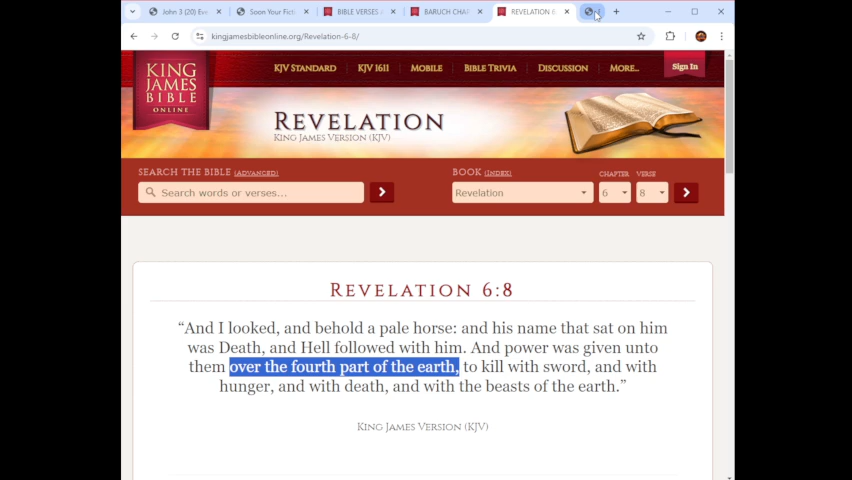 John 3 (20) Eve
Soon Your Ficti
BIBLE VERSES
BARUCH CHA
REVELATION 6
kingjamesbibleonline.org/Revelation-6-8/
KING
JAMES
BIBLE
ONLINE
KJV STANDARD KJV 1611 MOBILE BIBLE TRIVIA DISCUSSION MORE... Sign In
REVELATION
KING JAMES VERSION (KJV)
SEARCH THE BIBLE (ADVANCED) BOOK (INDEX) CHAPTER VERSE
Search words or verses... Revelation 6 8
REVELATION 6:8
“And I looked, and behold a pale horse: and his name that sat on him
was Death, and Hell followed with him. And power was given unto
them over the fourth part of the earth, to kill with sword, and with
hunger, and with death, and with the beasts of the earth.”
KING JAMES VERSION (KJV)